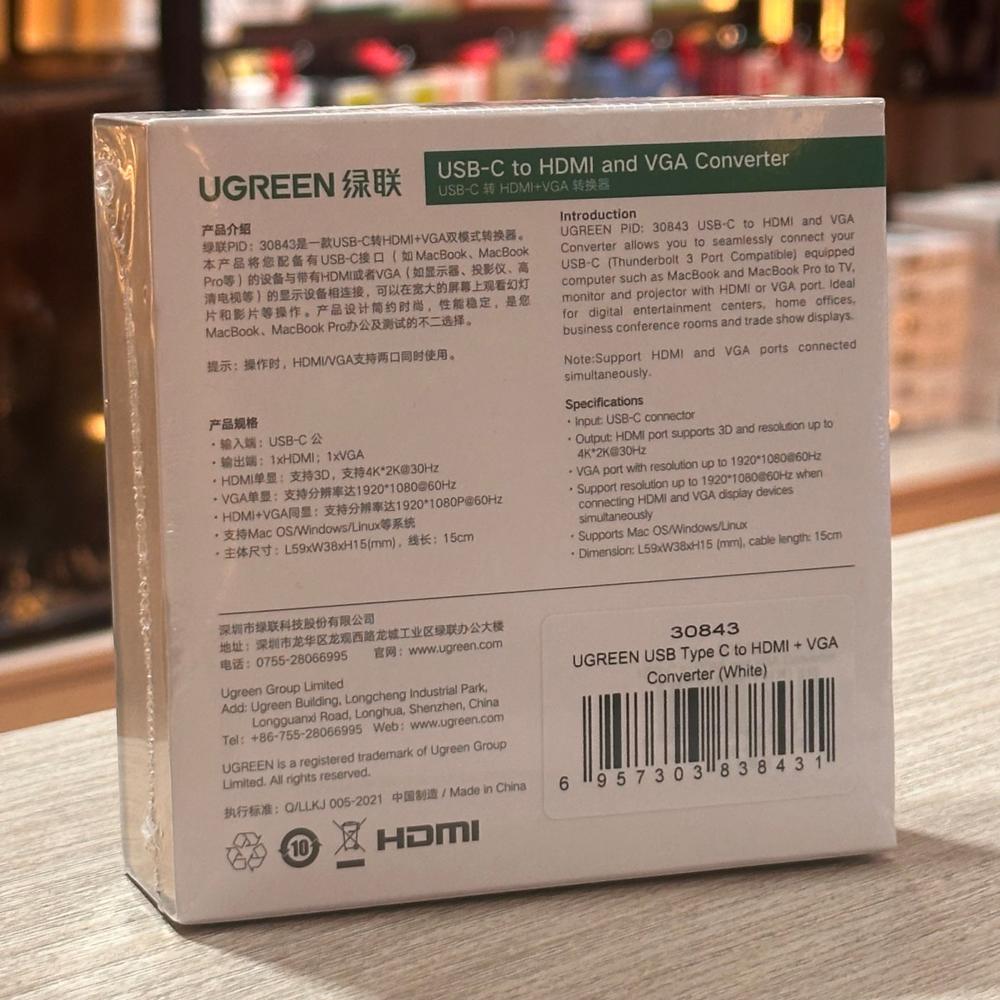 UGREEN 绿联
USB-C to HDMI and VGA Converter
USB-C 转 HDMI+VGA 转换器
产品介绍
绿联PID：30843是一款USB-C转HDMI+VGA双模式转换器。
本产品将您配备有USB-C接口（如MacBook、MacBook
Pro等）的设备与带有HDMI或者VGA（如显示器、投影仪、高
清电视等）的显示设备相连接，可以在宽大的屏幕上观看幻灯
片和影片等操作。产品设计简约时尚，性能稳定，是您
MacBook、MacBook Pro办公及测试的不二选择。
提示：操作时，HDMI/VGA支持两口同时使用。
产品规格
· 输入端：USB-C 公
· 输出端：1xHDMI；1xVGA
· HDMI单显：支持3D，支持4K*2K@30Hz
· VGA单显：支持分辨率达1920*1080@60Hz
· HDMI+VGA同显：支持分辨率达1920*1080P@60Hz
· 支持Mac OS/Windows/Linux等系统
· 主体尺寸：L59xW38xH15(mm)，线长：15cm
Introduction
UGREEN PID: 30843 USB-C to HDMI and VGA
Converter allows you to seamlessly connect your
USB-C (Thunderbolt 3 Port Compatible) equipped
computer such as MacBook and MacBook Pro to TV,
monitor and projector with HDMI or VGA port. Ideal
for digital entertainment centers, home offices,
business conference rooms and trade show displays.
Note:Support HDMI and VGA ports connected
simultaneously.
Specifications
· Input: USB-C connector
· Output: HDMI port supports 3D and resolution up to
4K*2K@30Hz
· VGA port with resolution up to 1920*1080@60Hz
· Support resolution up to 1920*1080@60Hz when
connecting HDMI and VGA display devices
simultaneously
· Supports Mac OS/Windows/Linux
· Dimension: L59xW38xH15 (mm), cable length: 15cm
深圳市绿联科技股份有限公司
地址：深圳市龙华区龙观西路龙城工业区绿联办公大楼
电话：0755-28066995 官网：www.ugreen.com
Ugreen Group Limited
Add: Ugreen Building, Longcheng Industrial Park,
Longguanxi Road, Longhua, Shenzhen, China
Tel: +86-755-28066995 Web: www.ugreen.com
UGREEN is a registered trademark of Ugreen Group
Limited. All rights reserved.
执行标准：Q/LLKJ 005-2021 中国制造 / Made in China
10
HDMI
30843
UGREEN USB Type C to HDMI + VGA
Converter (White)
6 957303 838431